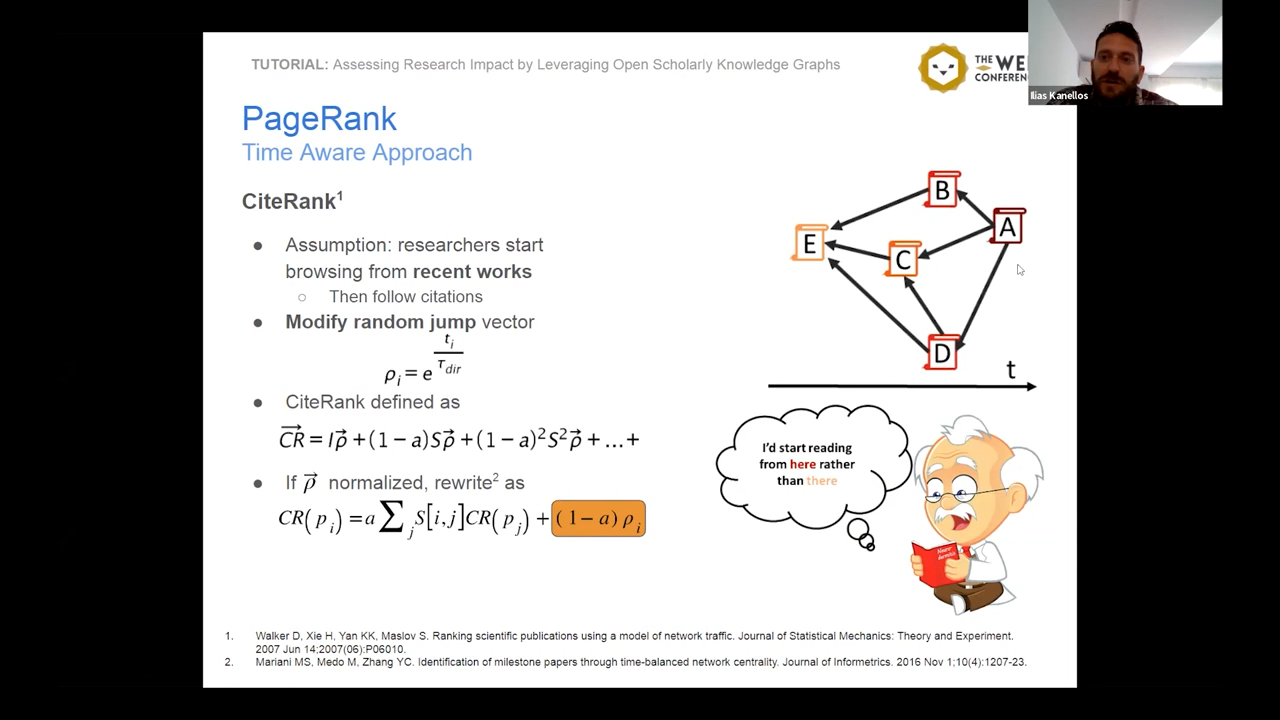 TUTORIAL: Assessing Research Impact by Leveraging Open Scholarly Knowledge Graphs
THE WE
CONFEREN
Ilias Kanellos
PageRank
Time Aware Approach
CiteRank¹
● Assumption: researchers start
browsing from recent works
○ Then follow citations
● Modify random jump vector
ρᵢ = e^(tᵢ/τ_dir)
● CiteRank defined as
CR⃗ = Iρ⃗ + (1−a)Sρ⃗ + (1−a)²S²ρ⃗ + ...+
● If ρ⃗ normalized, rewrite² as
CR(pᵢ) = a∑ⱼ S[i,j]CR(pⱼ) + (1−a)ρᵢ
B
A
E
C
D
t
I'd start reading
from here rather
than there
1. Walker D, Xie H, Yan KK, Maslov S. Ranking scientific publications using a model of network traffic. Journal of Statistical Mechanics: Theory and Experiment.
2007 Jun 14;2007(06):P06010.
2. Mariani MS, Medo M, Zhang YC. Identification of milestone papers through time-balanced network centrality. Journal of Informetrics. 2016 Nov 1;10(4):1207-23.